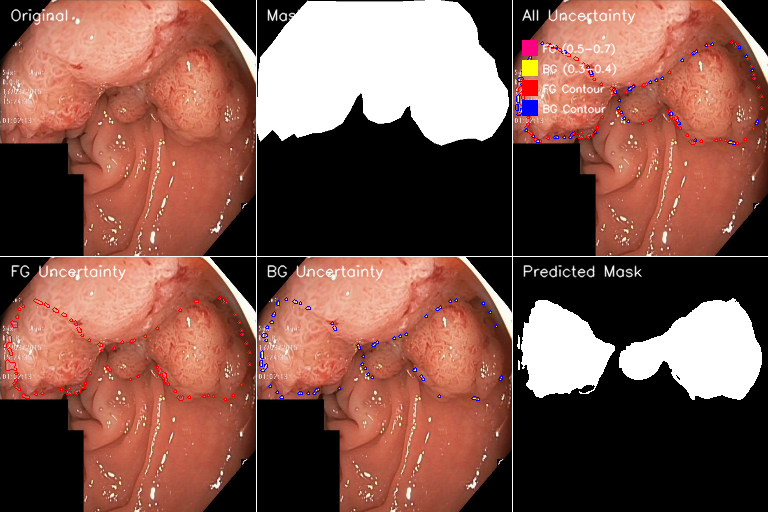 Original
Mas
All Uncertainty
FG (0.5-0.7)
BG (0.3-0.4)
FG Contour
BG Contour
FG Uncertainty
BG Uncertainty
Predicted Mask